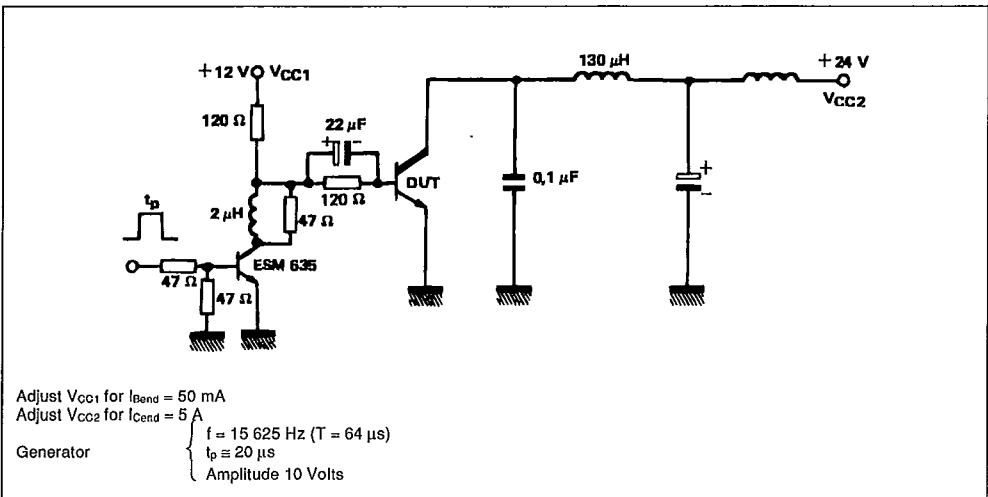 +12 V VCC1
120 Ω
22 µF
+ −
120 Ω
DUT
2 µH
47 Ω
tp
47 Ω
47 Ω
ESM 635
130 µH
0,1 µF
+
−
+24 V
VCC2
Adjust VCC1 for IBend = 50 mA
Adjust VCC2 for ICend = 5 A
Generator
f = 15 625 Hz (T = 64 µs)
tp ≅ 20 µs
Amplitude 10 Volts